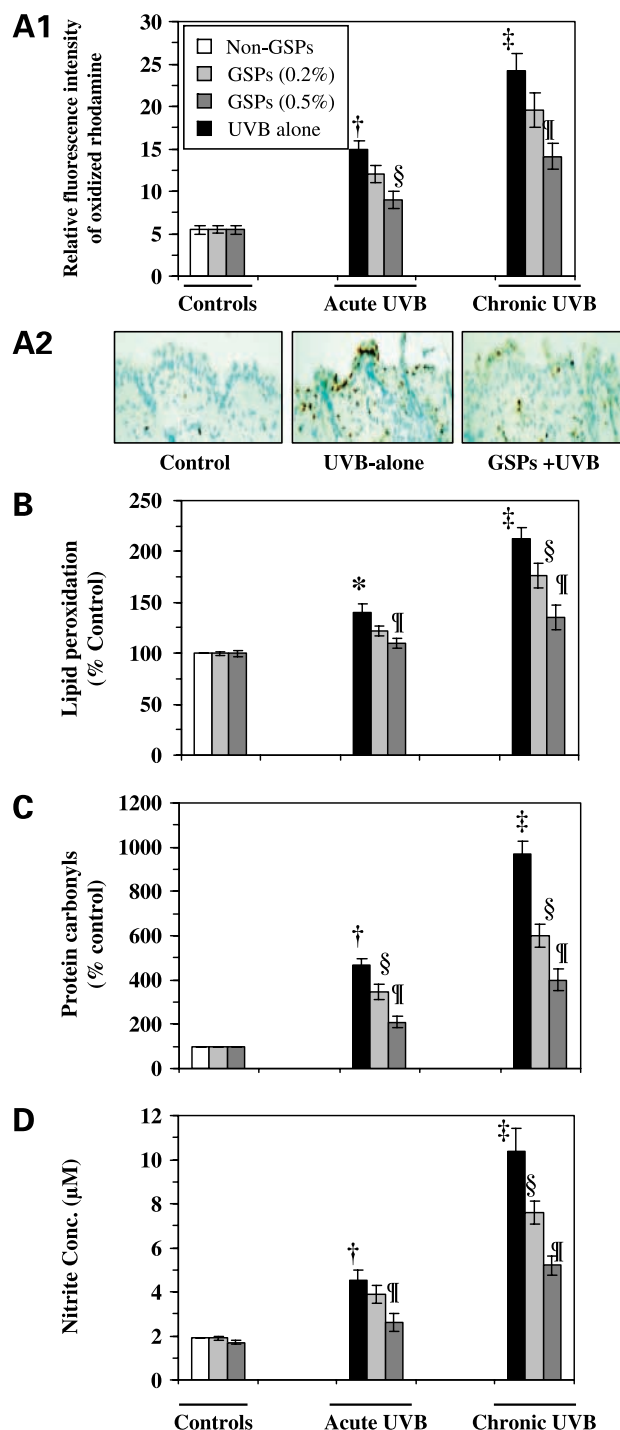 A1
Relative fluorescence intensity
of oxidized rhodamine
30
25
20
15
10
5
0
Non-GSPs
GSPs (0.2%)
GSPs (0.5%)
UVB alone
†
§
‡
¶
Controls Acute UVB Chronic UVB
A2
Control UVB-alone GSPs +UVB
B
Lipid peroxidation
(% Control)
250
200
150
100
50
0
*
¶
‡
§
¶
C
Protein carbonyls
(% control)
1200
1000
800
600
400
200
0
†
§
¶
‡
§
¶
D
Nitrite Conc. (µM)
12
10
8
6
4
2
0
†
¶
‡
§
¶
Controls Acute UVB Chronic UVB